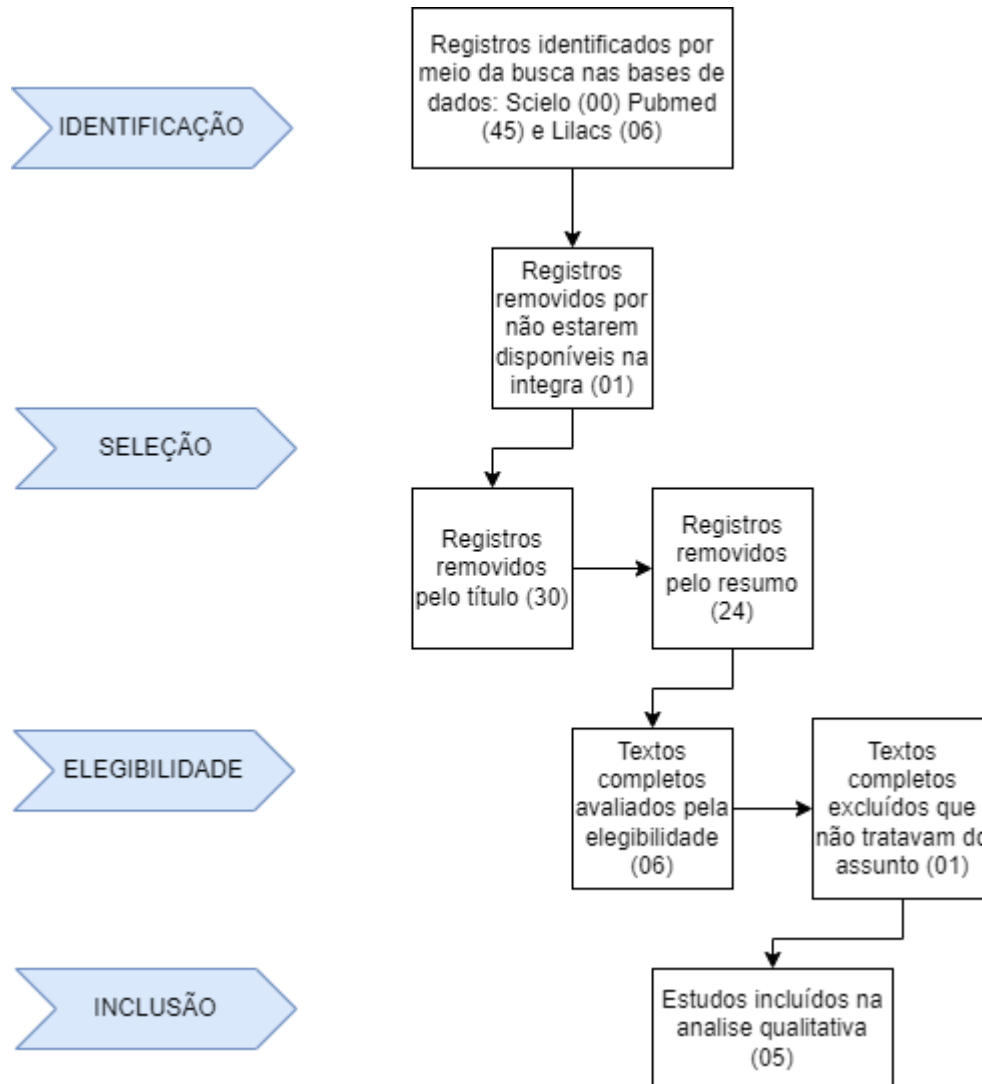 Registros identificados por
meio da busca nas bases de
dados: Scielo (00) Pubmed
(45) e Lilacs (06)
IDENTIFICAÇÃO
Registros
removidos por
não estarem
disponíveis na
integra (01)
SELEÇÃO
Registros
removidos
pelo título (30)
Registros
removidos
pelo resumo
(24)
ELEGIBILIDADE
Textos
completos
avaliados pela
elegibilidade
(06)
Textos
completos
excluídos que
não tratavam do
assunto (01)
INCLUSÃO
Estudos incluídos na
analise qualitativa
(05)